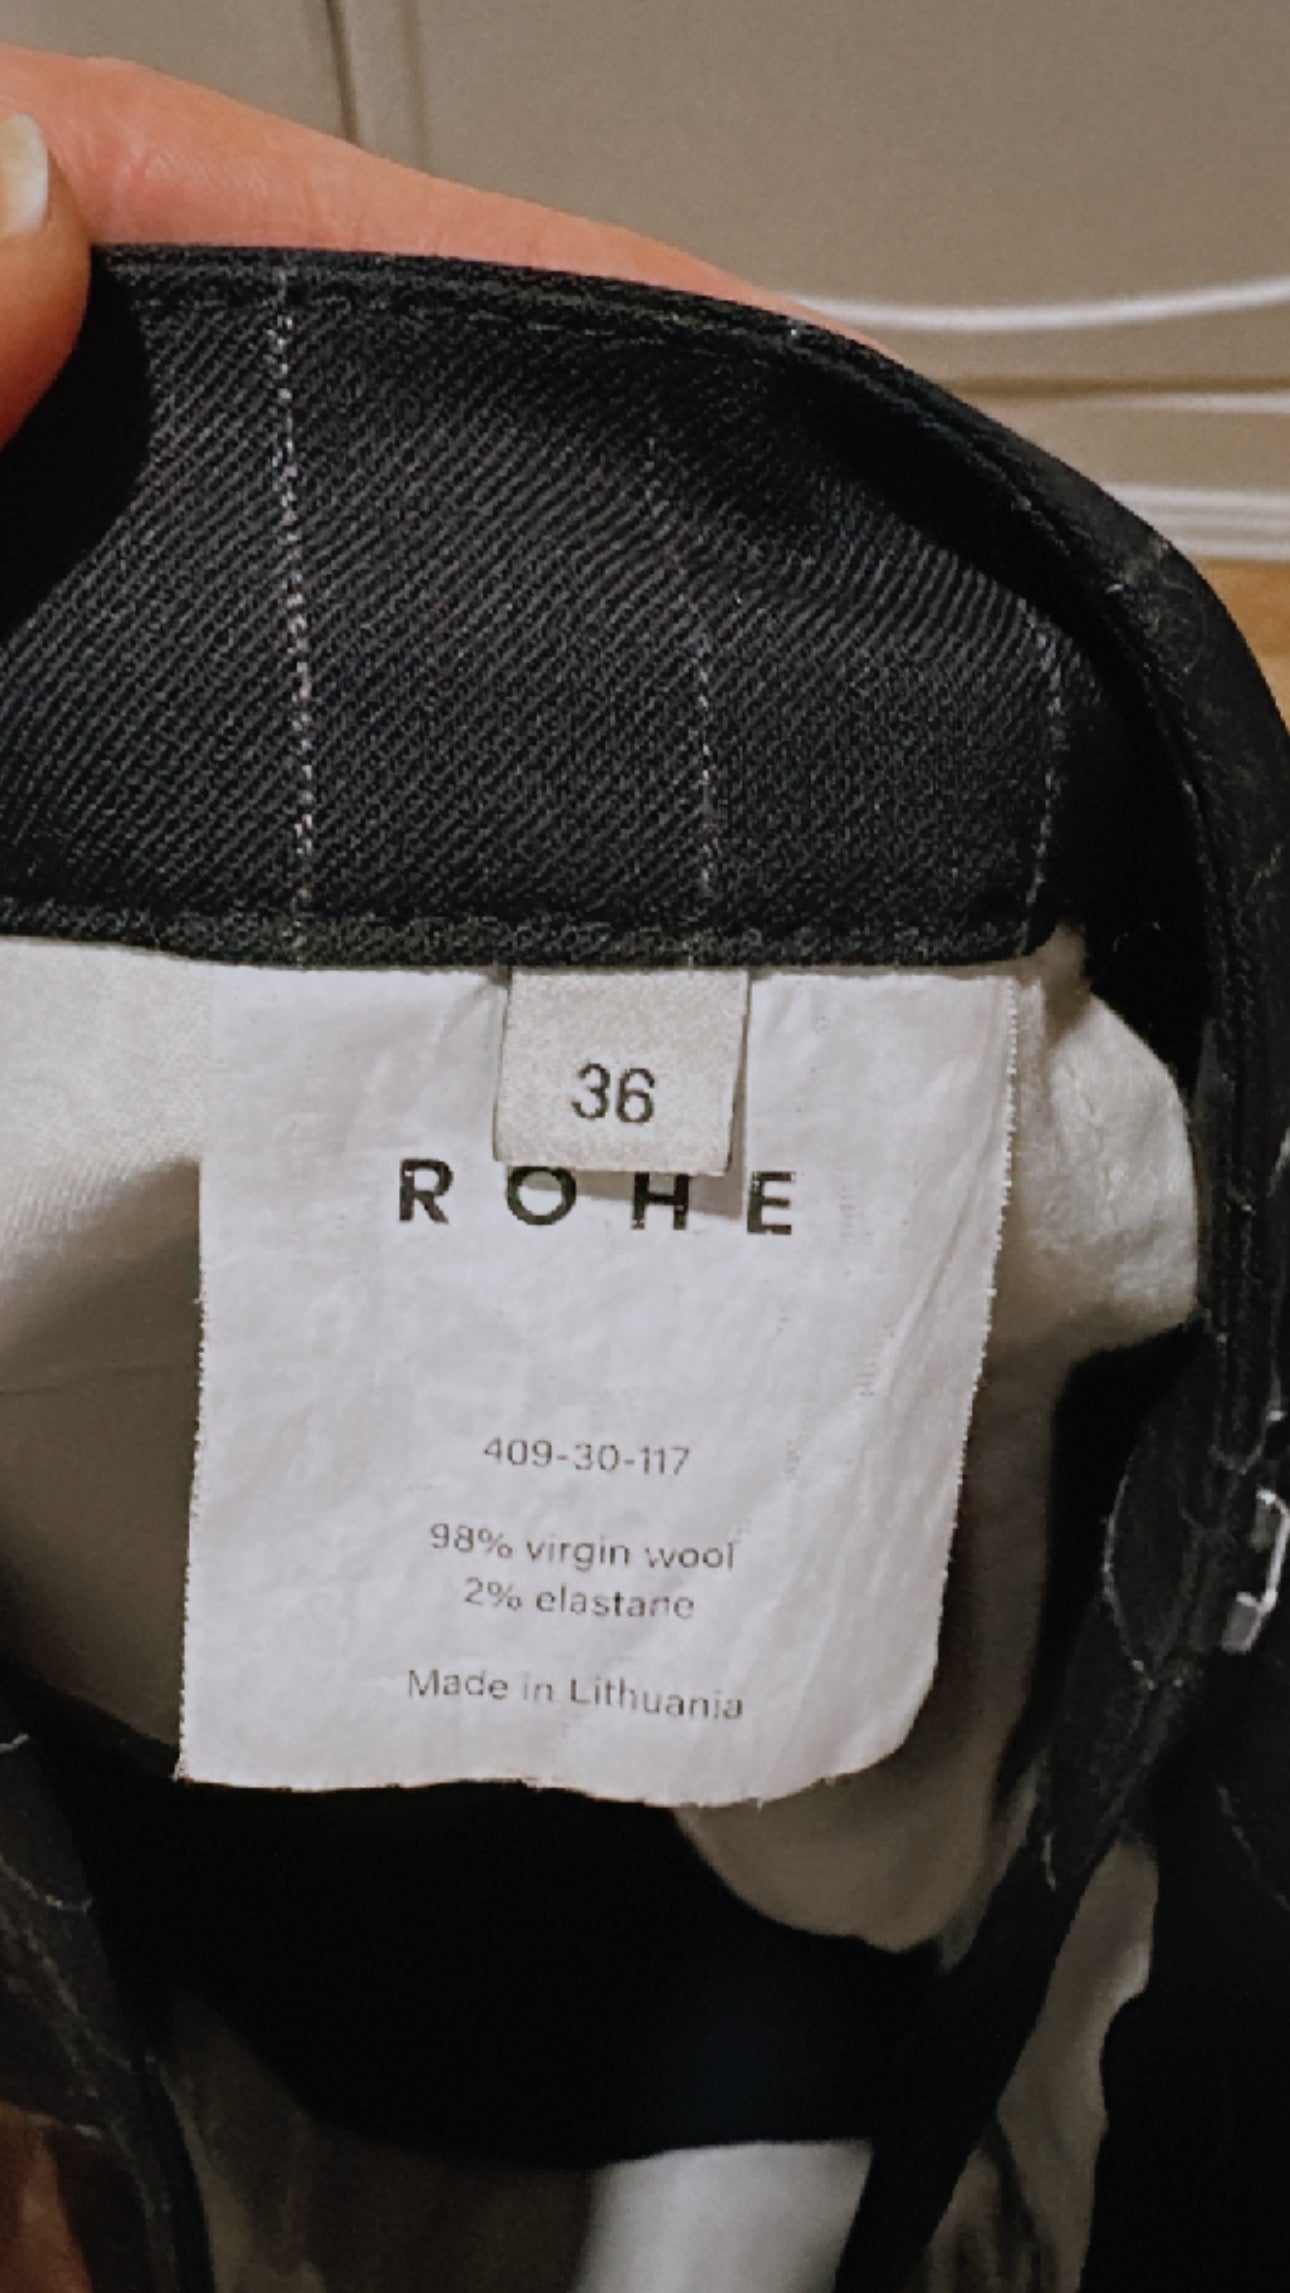 36
ROHE
409-30-117
98% virgin wool
2% elastane
Made in Lithuania